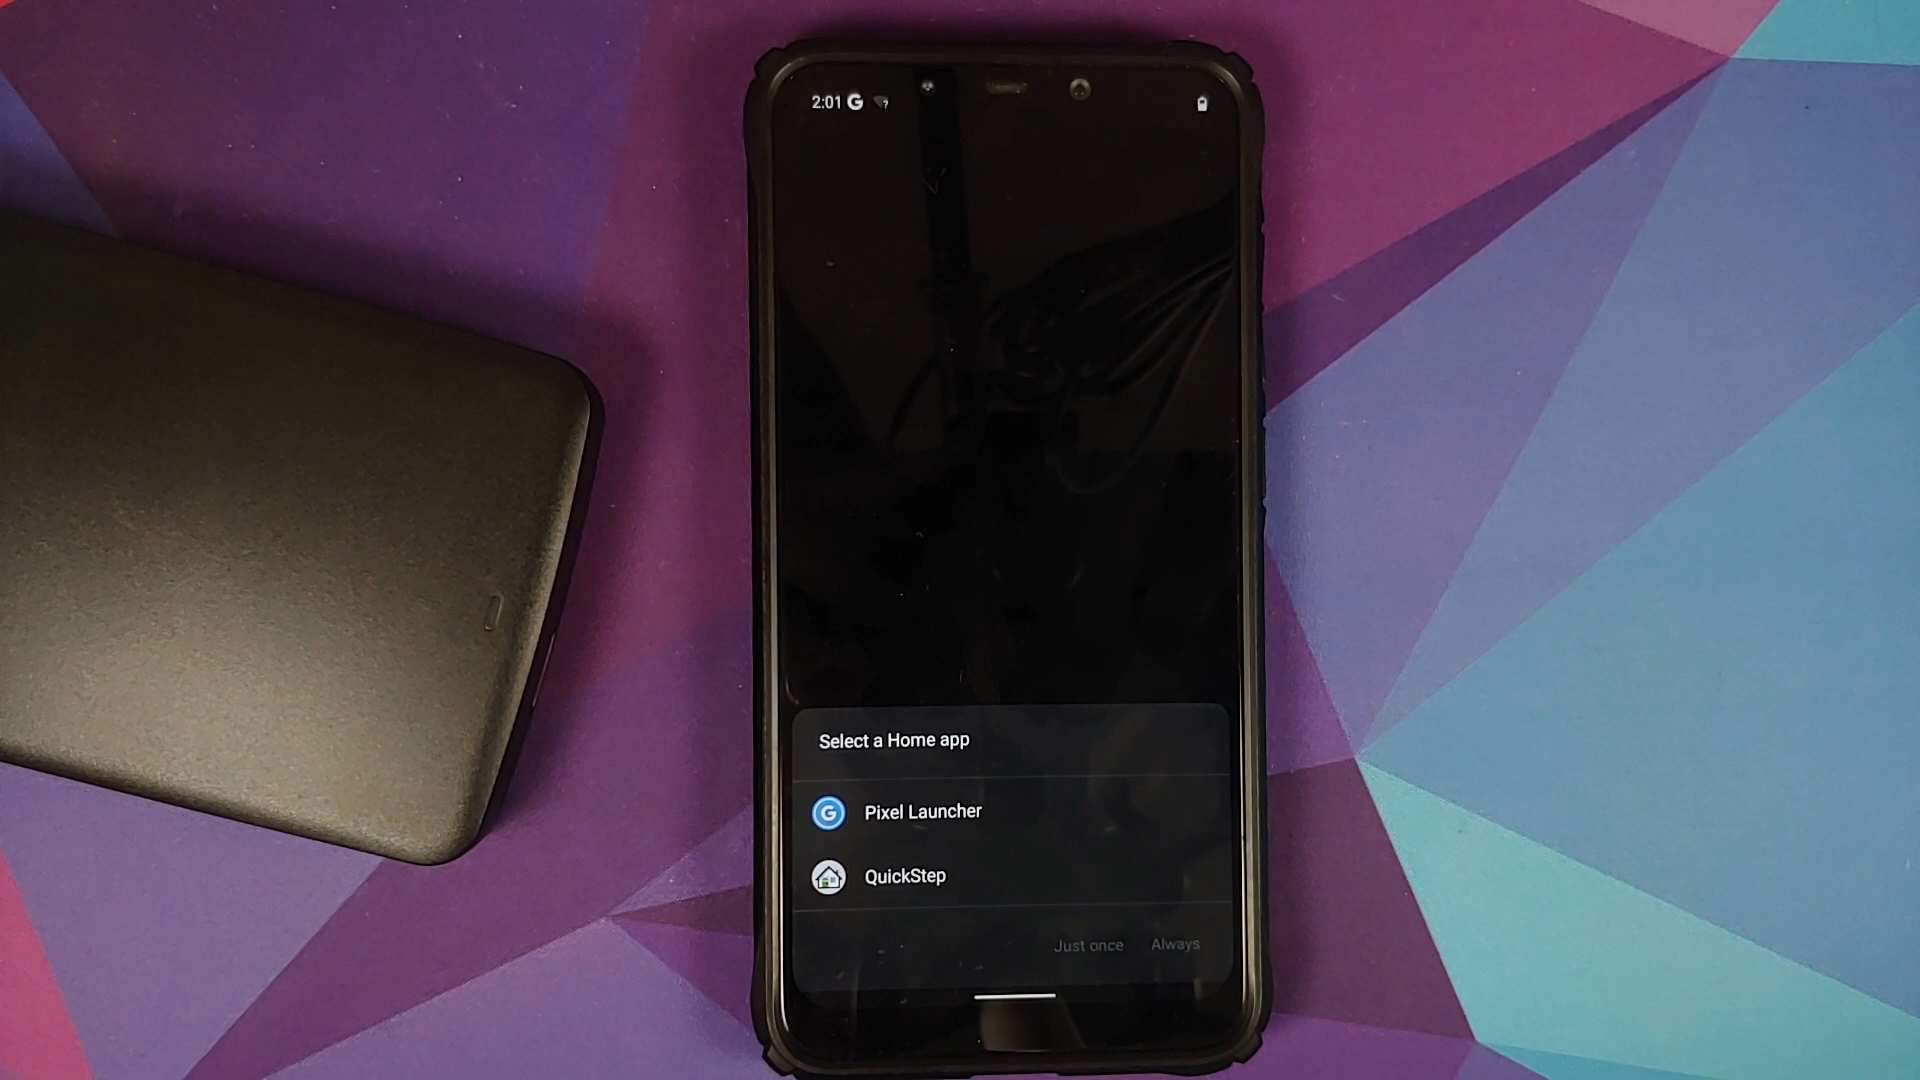 2:01 G
Select a Home app
G Pixel Launcher
QuickStep
Just once Always